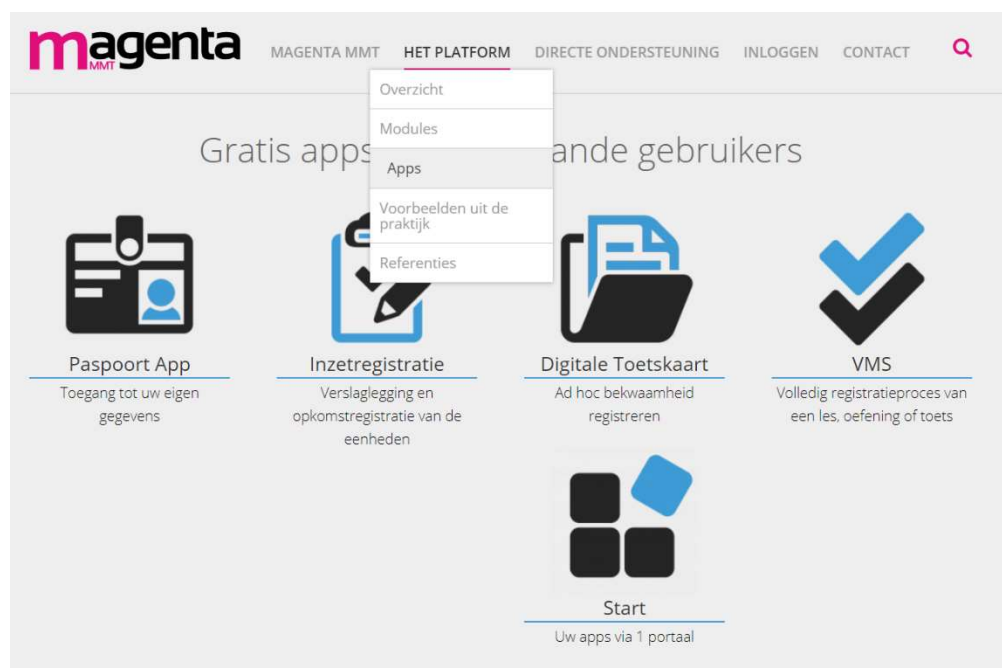 magenta
MMT
MAGENTA MMT HET PLATFORM DIRECTE ONDERSTEUNING INLOGGEN CONTACT
Overzicht
Modules
Gratis apps ande gebruikers
Apps
Voorbeelden uit de
praktijk
Referenties
Paspoort App
Toegang tot uw eigen
gegevens
Inzetregistratie
Verslaglegging en
opkomstregistratie van de
eenheden
Digitale Toetskaart
Ad hoc bekwaamheid
registreren
VMS
Volledig registratieproces van
een les, oefening of toets
Start
Uw apps via 1 portaal